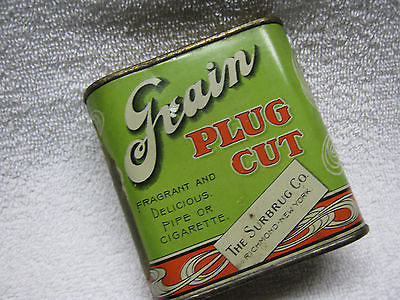 Grain
PLUG
CUT
FRAGRANT AND
DELICIOUS.
PIPE OR
CIGARETTE.
THE SURBRUG CO.
RICHMOND-NEW YORK